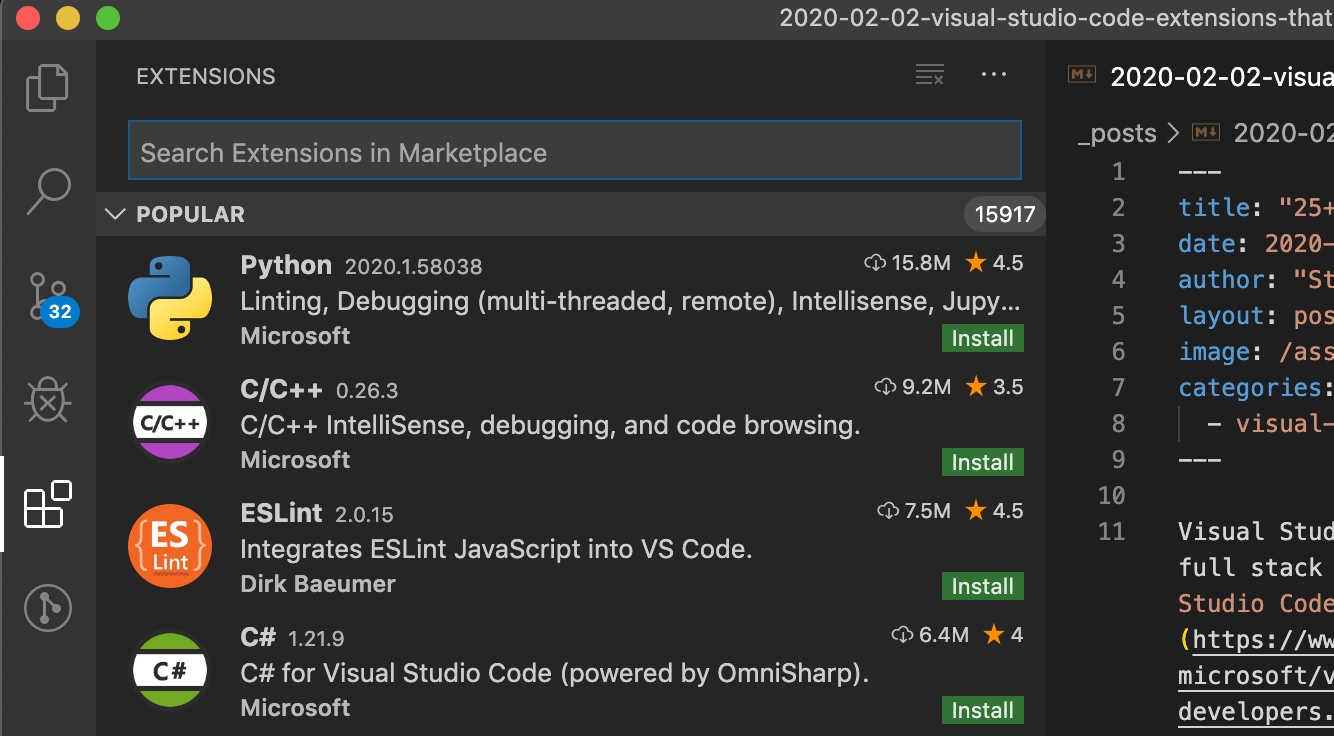 2020-02-02-visual-studio-code-extensions-that
EXTENSIONS
Search Extensions in Marketplace
POPULAR 15917
Python 2020.1.58038 15.8M 4.5
Linting, Debugging (multi-threaded, remote), Intellisense, Jupy...
Microsoft Install
C/C++
C/C++ 0.26.3 9.2M 3.5
C/C++ IntelliSense, debugging, and code browsing.
Microsoft Install
{ES}
Lint
ESLint 2.0.15 7.5M 4.5
Integrates ESLint JavaScript into VS Code.
Dirk Baeumer Install
C#
C# 1.21.9 6.4M 4
C# for Visual Studio Code (powered by OmniSharp).
Microsoft Install
32
M↓ 2020-02-02-visua
_posts > M↓ 2020-02
1 ---
2 title: "25+
3 date: 2020-
4 author: "St
5 layout: pos
6 image: /ass
7 categories:
8 - visual-
9 ---
10
11 Visual Stud
full stack
Studio Code
(https://ww
microsoft/v
developers.